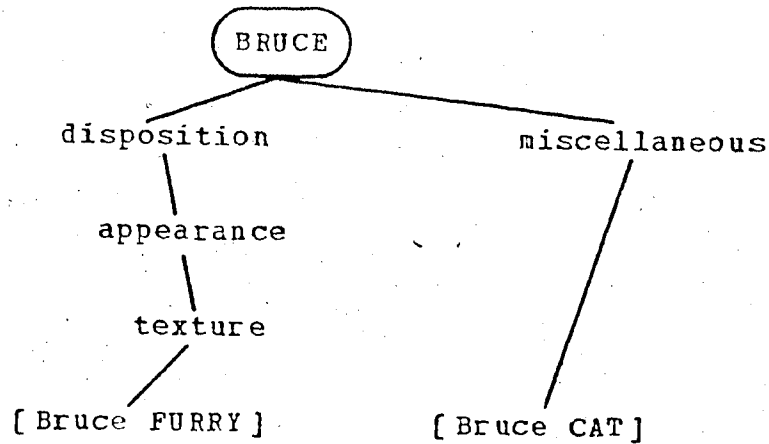 BRUCE
disposition miscellaneous
appearance
texture
[Bruce FURRY] [Bruce CAT]